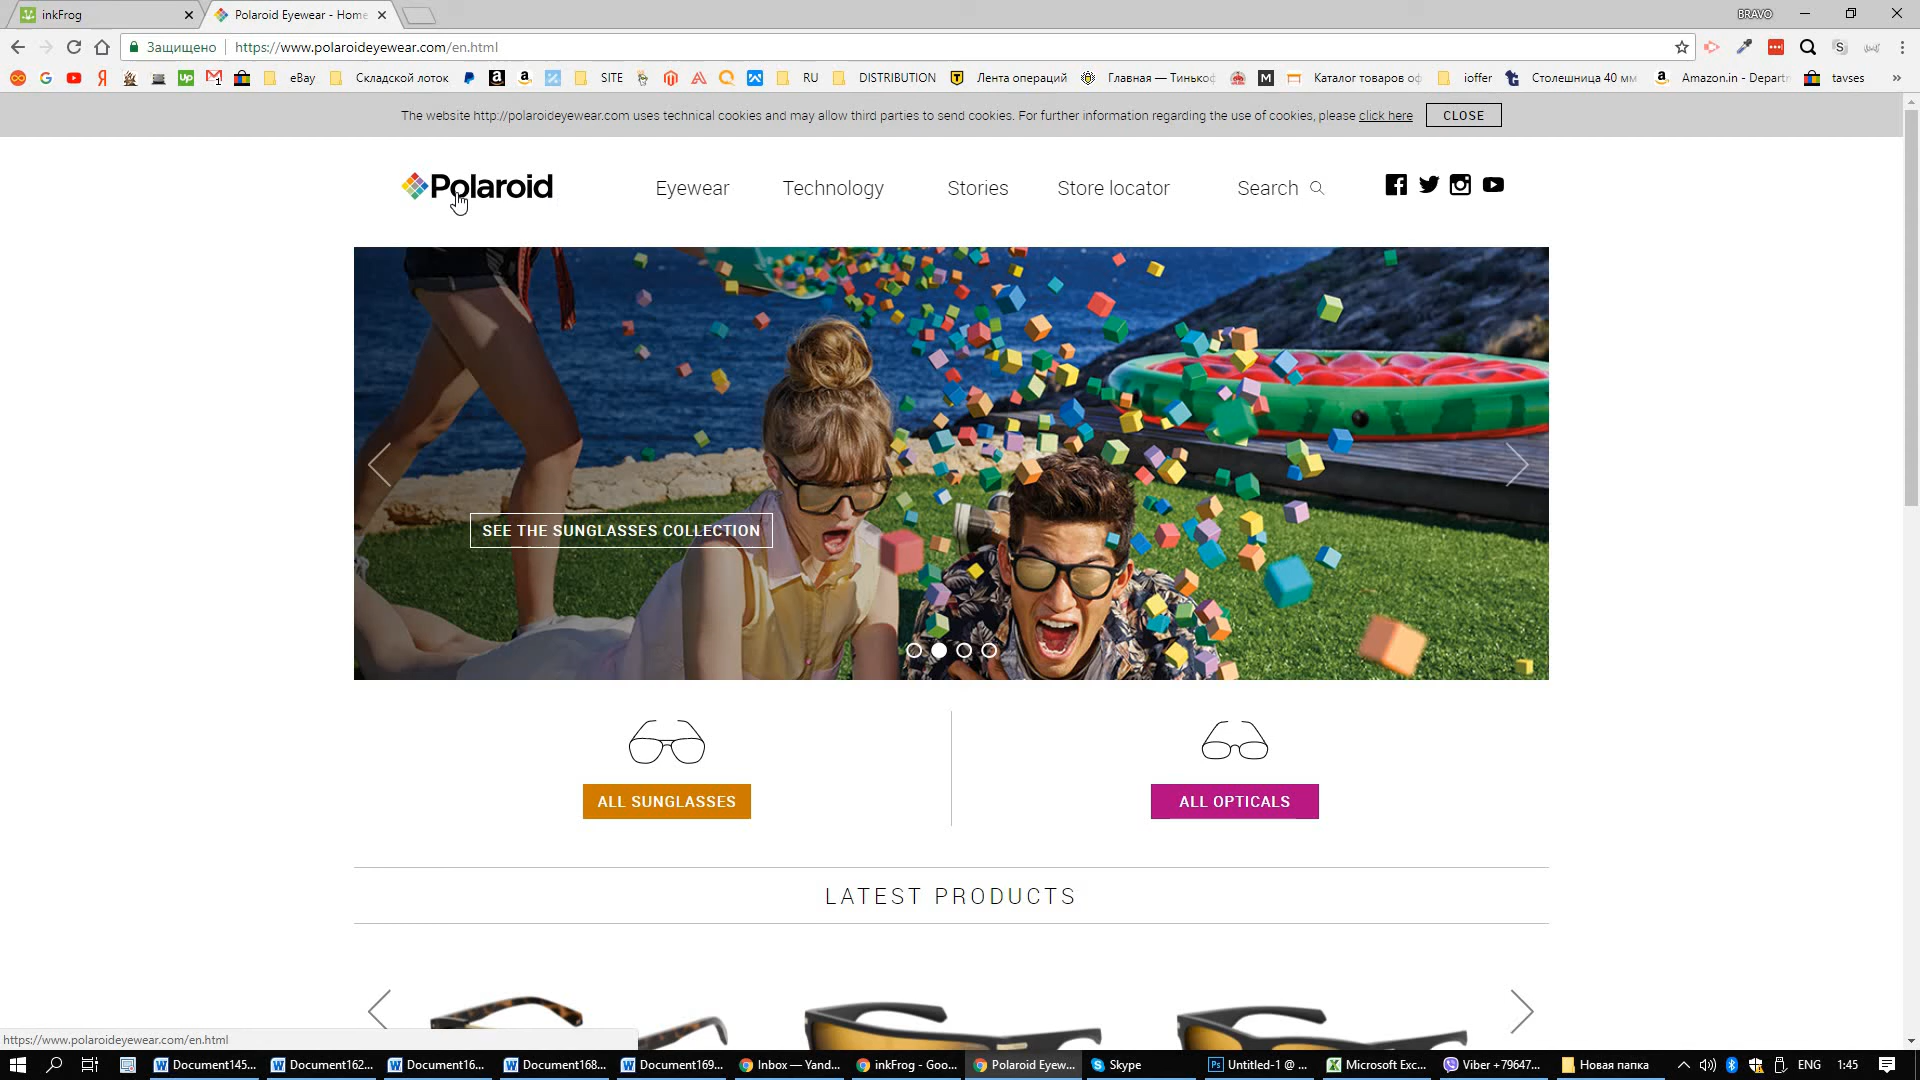 inkFrog
Polaroid Eyewear - Home
BRAVO
Защищено
https://www.polaroideyewear.com/en.html
eBay
Складской лоток
SITE
RU
DISTRIBUTION
Лента операций
Главная — Тинькоф
Каталог товаров оф
ioffer
Столешница 40 мм
Amazon.in - Departm
tavses
The website http://polaroideyewear.com uses technical cookies and may allow third parties to send cookies. For further information regarding the use of cookies, please click here
CLOSE
Polaroid
Eyewear
Technology
Stories
Store locator
Search
SEE THE SUNGLASSES COLLECTION
ALL SUNGLASSES
ALL OPTICALS
LATEST PRODUCTS
https://www.polaroideyewear.com/en.html
Document145...
Document162...
Document16...
Document168...
Document169...
Inbox — Yand...
inkFrog - Goo...
Polaroid Eyew...
Skype
Untitled-1 @ ...
Microsoft Exc...
Viber +79647...
Новая папка
ENG
1:45